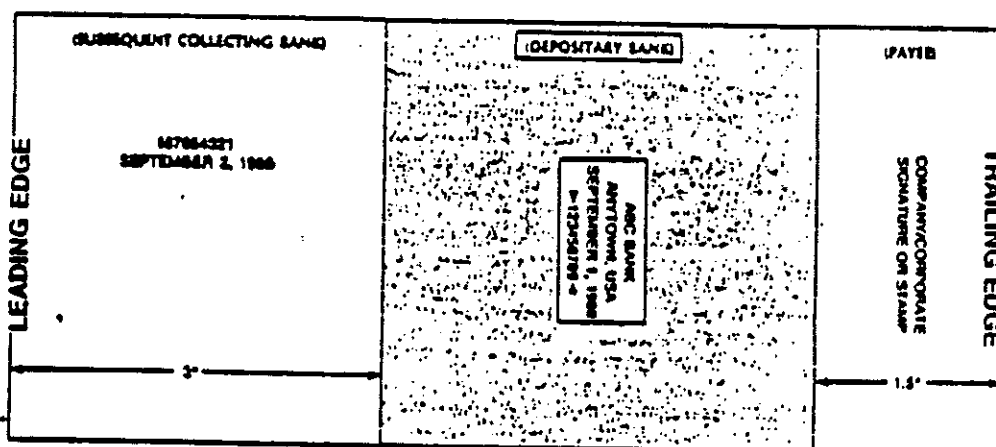 (SUBSEQUENT COLLECTING BANK)
(DEPOSITARY BANK)
(PAYEE)
LEADING EDGE
SEPTEMBER 2, 1988
ABC BANK
ANYTOWN, USA
SEPTEMBER 1, 1988
COMPANY/CORPORATE
SIGNATURE OR STAMP
TRAILING EDGE
3"
1.5"